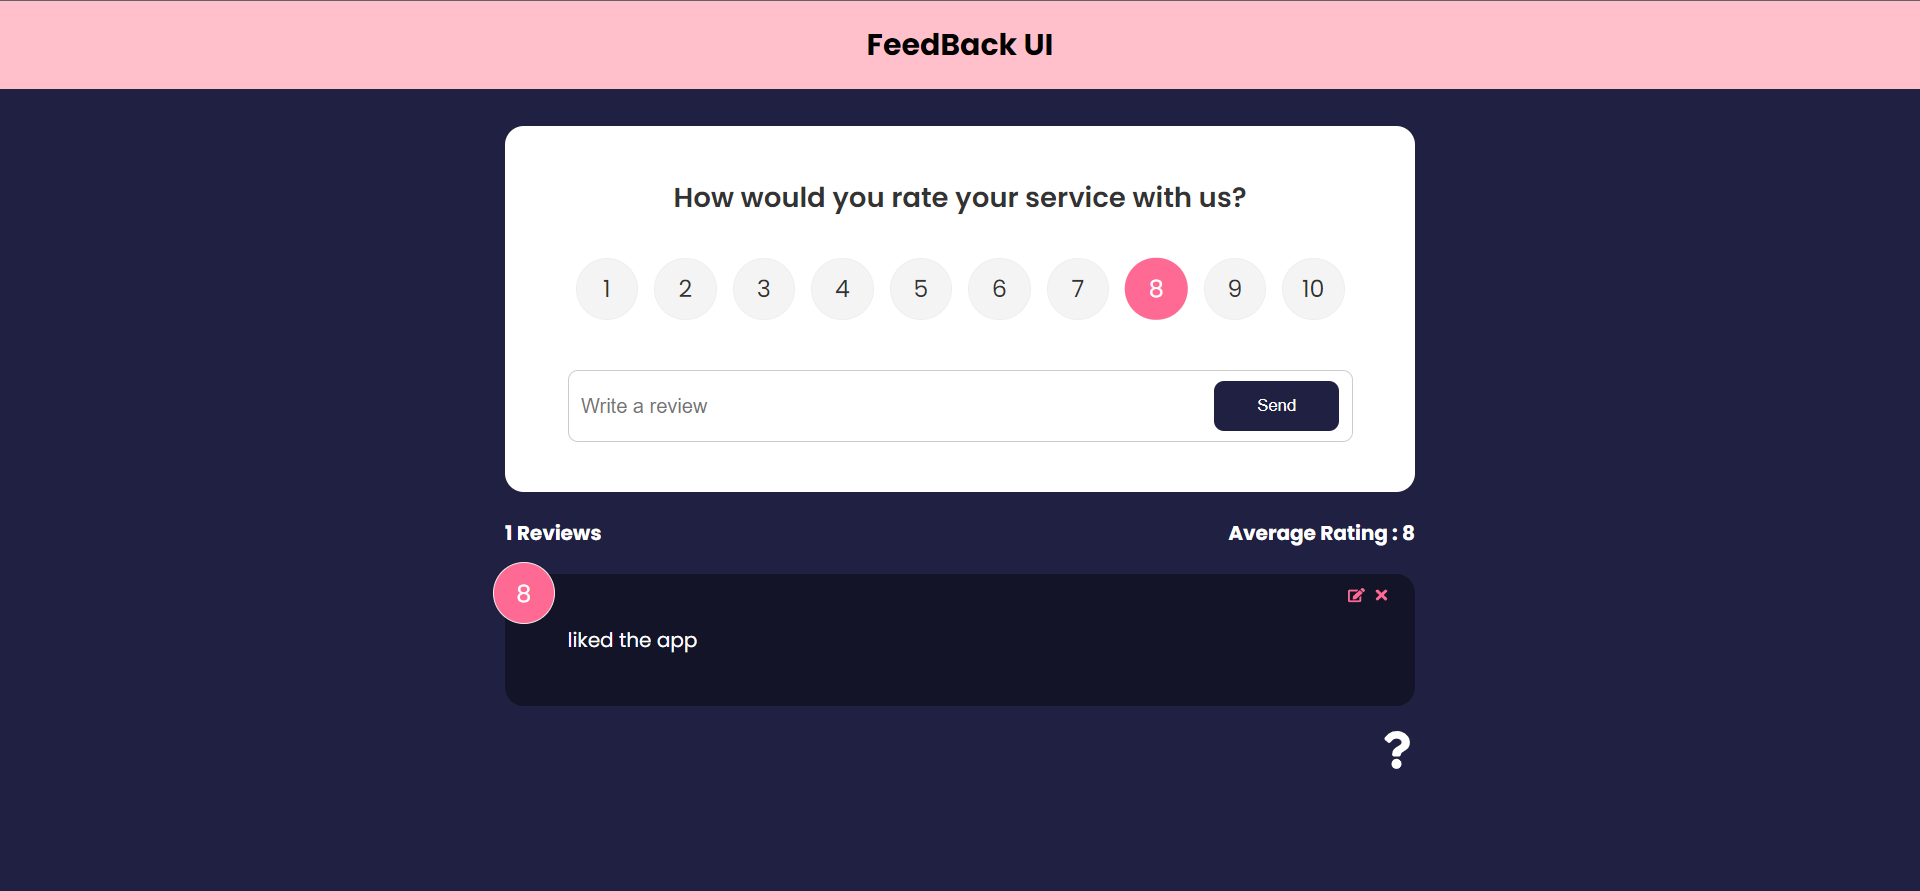 FeedBack UI
How would you rate your service with us?
1 2 3 4 5 6 7 8 9 10
Write a review Send
1 Reviews Average Rating : 8
8
liked the app
?